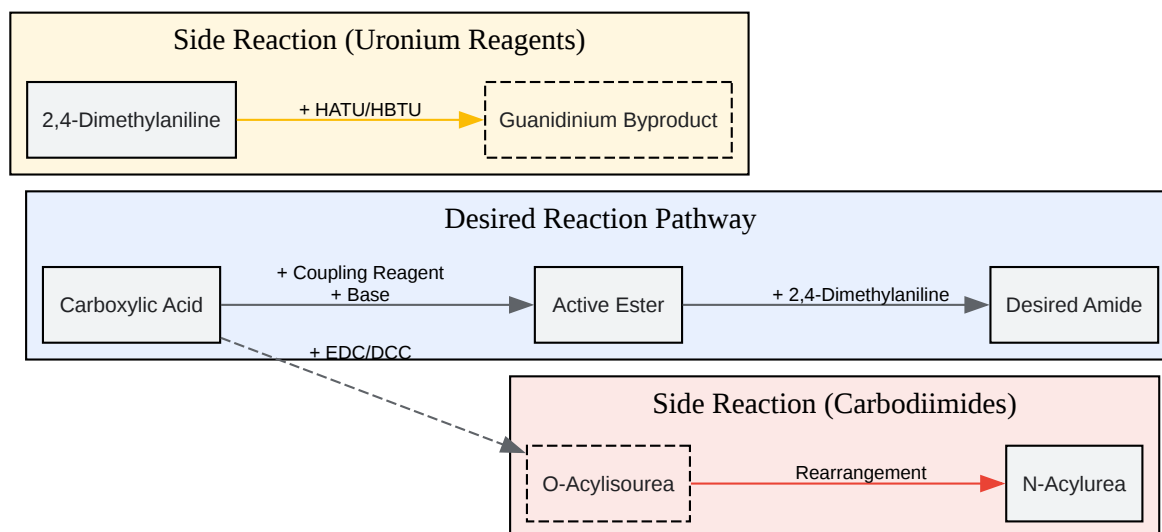 Side Reaction (Uronium Reagents)
2,4-Dimethylaniline
+ HATU/HBTU
Guanidinium Byproduct
Desired Reaction Pathway
Carboxylic Acid
+ Coupling Reagent
+ Base
Active Ester
+ 2,4-Dimethylaniline
Desired Amide
+ EDC/DCC
Side Reaction (Carbodiimides)
O-Acylisourea
Rearrangement
N-Acylurea